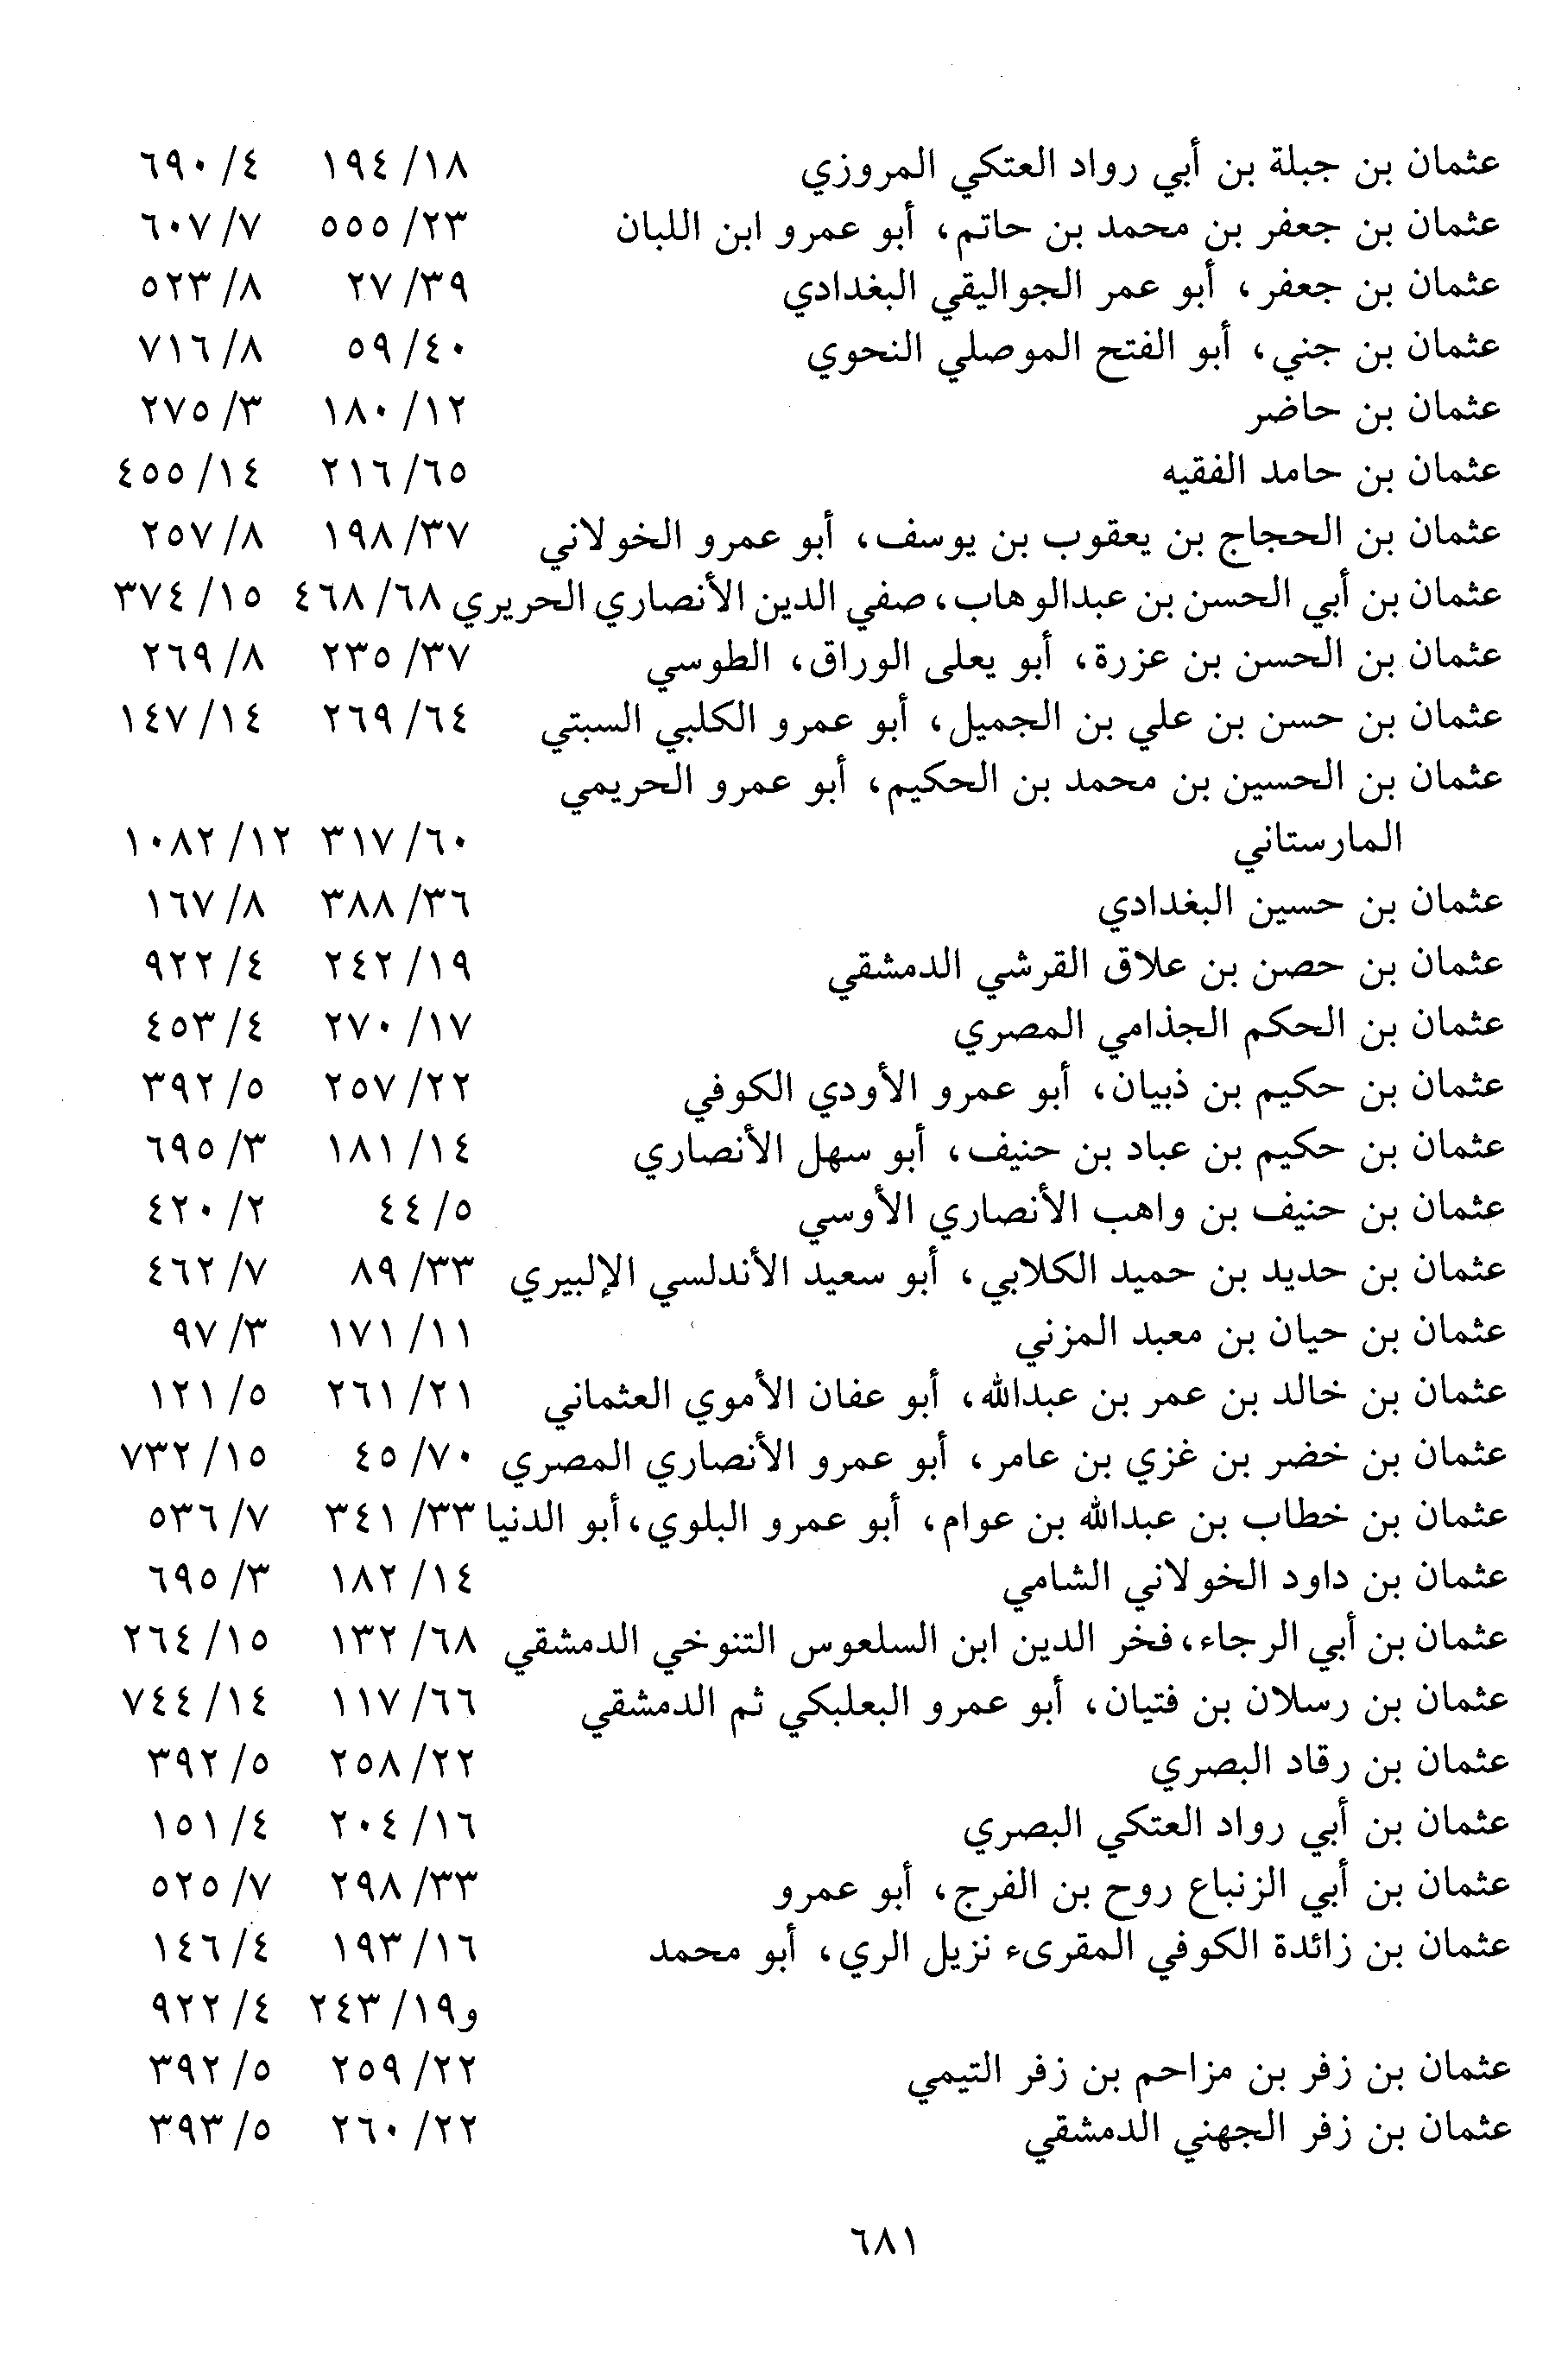 عثمان بن جبلة بن أبي رواد العتكي المروزي ١٨/ ١٩٤ ٤/ ٦٩٠
عثمان بن جعفر بن محمد بن حاتم، أبو عمرو ابن اللبان ٢٣/ ٥٥٥ ٧/ ٦٠٧
عثمان بن جعفر، أبو عمر الجواليقي البغدادي ٣٩/ ٢٧ ٨/ ٥٢٣
عثمان بن جني، أبو الفتح الموصلي النحوي ٤٠/ ٥٩ ٨/ ٧١٦
عثمان بن حاضر ١٢/ ١٨٠ ٣/ ٢٧٥
عثمان بن حامد الفقيه ٦٥/ ٢١٦ ١٤/ ٤٥٥
عثمان بن الحجاج بن يعقوب بن يوسف، أبو عمرو الخولاني ٣٧/ ١٩٨ ٨/ ٢٥٧
عثمان بن أبي الحسن بن عبدالوهاب، صفي الدين الأنصاري الحريري ٦٨/ ٤٦٨ ١٥/ ٣٧٤
عثمان بن الحسن بن عزرة، أبو يعلى الوراق، الطوسي ٣٧/ ٢٣٥ ٨/ ٢٦٩
عثمان بن حسن بن علي بن الجميل، أبو عمرو الكلبي السبتي ٦٤/ ٢٦٩ ١٤/ ١٤٧
عثمان بن الحسين بن محمد بن الحكيم، أبو عمرو الحريمي
المارستاني ٦٠/ ٣١٧ ١٢/ ١٠٨٢
عثمان بن حسين البغدادي ٣٦/ ٣٨٨ ٨/ ١٦٧
عثمان بن حصن بن علاق القرشي الدمشقي ١٩/ ٢٤٢ ٤/ ٩٢٢
عثمان بن الحكم الجذامي المصري ١٧/ ٢٧٠ ٤/ ٤٥٣
عثمان بن حكيم بن ذبيان، أبو عمرو الأودي الكوفي ٢٢/ ٢٥٧ ٥/ ٣٩٢
عثمان بن حكيم بن عباد بن حنيف، أبو سهل الأنصاري ١٤/ ١٨١ ٣/ ٦٩٥
عثمان بن حنيف بن واهب الأنصاري الأوسي ٥/ ٤٤ ٢/ ٤٢٠
عثمان بن حديد بن حميد الكلابي، أبو سعيد الأندلسي الإلبيري ٣٣/ ٨٩ ٧/ ٤٦٢
عثمان بن حيان بن معبد المزني ١١/ ١٧١ ٣/ ٩٧
عثمان بن خالد بن عمر بن عبدالله، أبو عفان الأموي العثماني ٢١/ ٢٦١ ٥/ ١٢١
عثمان بن خضر بن غزي بن عامر، أبو عمرو الأنصاري المصري ٧٠/ ٤٥ ١٥/ ٧٣٢
عثمان بن خطاب بن عبدالله بن عوام، أبو عمرو البلوي، أبو الدنيا ٣٣/ ٣٤١ ٧/ ٥٣٦
عثمان بن داود الخولاني الشامي ١٤/ ١٨٢ ٣/ ٦٩٥
عثمان بن أبي الرجاء، فخر الدين ابن السلعوس التنوخي الدمشقي ٦٨/ ١٣٢ ١٥/ ٢٦٤
عثمان بن رسلان بن فتيان، أبو عمرو البعلبكي ثم الدمشقي ٦٦/ ١١٧ ١٤/ ٧٤٤
عثمان بن رقاد البصري ٢٢/ ٢٥٨ ٥/ ٣٩٢
عثمان بن أبي رواد العتكي البصري ١٦/ ٢٠٤ ٤/ ١٥١
عثمان بن أبي الزنباع روح بن الفرج، أبو عمرو ٣٣/ ٢٩٨ ٧/ ٥٢٥
عثمان بن زائدة الكوفي المقرىء نزيل الري، أبو محمد ١٦/ ١٩٣ ٤/ ١٤٦
و١٩/ ٢٤٣ ٤/ ٩٢٢
عثمان بن زفر بن مزاحم بن زفر التيمي ٢٢/ ٢٥٩ ٥/ ٣٩٢
عثمان بن زفر الجهني الدمشقي ٢٢/ ٢٦٠ ٥/ ٣٩٣
٦٨١